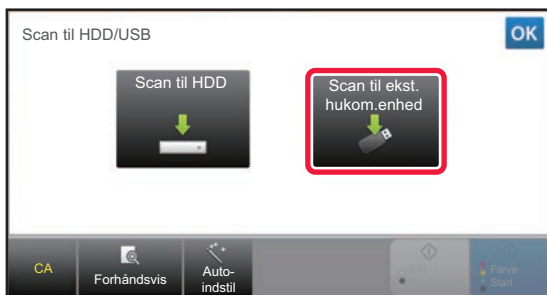 Scan til HDD/USB
OK
Scan til HDD
Scan til ekst.
hukom.enhed
CA
Forhåndsvis
Auto-
indstil
Farve
Start